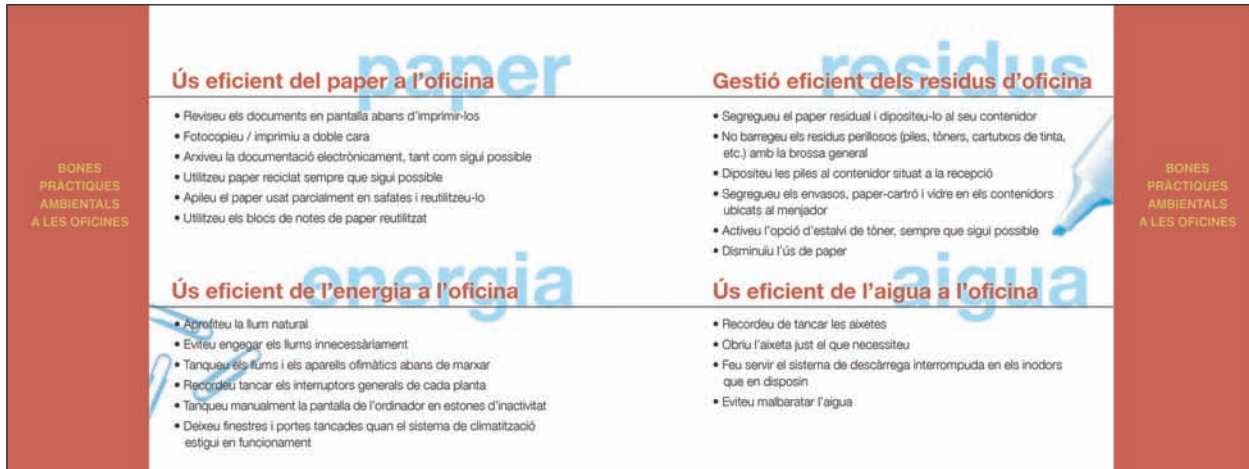 BONES
PRÀCTIQUES
AMBIENTALS
A LES OFICINES
paper
Ús eficient del paper a l'oficina
• Reviseu els documents en pantalla abans d'imprimir-los
• Fotocopieu / imprimiu a doble cara
• Arxiveu la documentació electrònicament, tant com sigui possible
• Utilitzeu paper reciclat sempre que sigui possible
• Apileu el paper usat parcialment en safates i reutilitzeu-lo
• Utilitzeu els blocs de notes de paper reutilitzat
energia
Ús eficient de l'energia a l'oficina
• Aprofiteu la llum natural
• Eviteu engegar els llums innecessàriament
• Tanqueu els llums i els aparells ofimàtics abans de marxar
• Recordeu tancar els interruptors generals de cada planta
• Tanqueu manualment la pantalla de l'ordinador en estones d'inactivitat
• Deixeu finestres i portes tancades quan el sistema de climatització
estigui en funcionament
residus
Gestió eficient dels residus d'oficina
• Segregueu el paper residual i dipositeu-lo al seu contenidor
• No barregeu els residus perillosos (piles, tòners, cartutxos de tinta,
etc.) amb la brossa general
• Dipositeu les piles al contenidor situat a la recepció
• Segregueu els envasos, paper-cartró i vidre en els contenidors
ubicats al menjador
• Activeu l'opció d'estalvi de tòner, sempre que sigui possible
• Disminuïu l'ús de paper
aigua
Ús eficient de l'aigua a l'oficina
• Recordeu de tancar les aixetes
• Obriu l'aixeta just el que necessiteu
• Feu servir el sistema de descàrrega interrompuda en els inodors
que en disposin
• Eviteu malbaratar l'aigua
BONES
PRÀCTIQUES
AMBIENTALS
A LES OFICINES